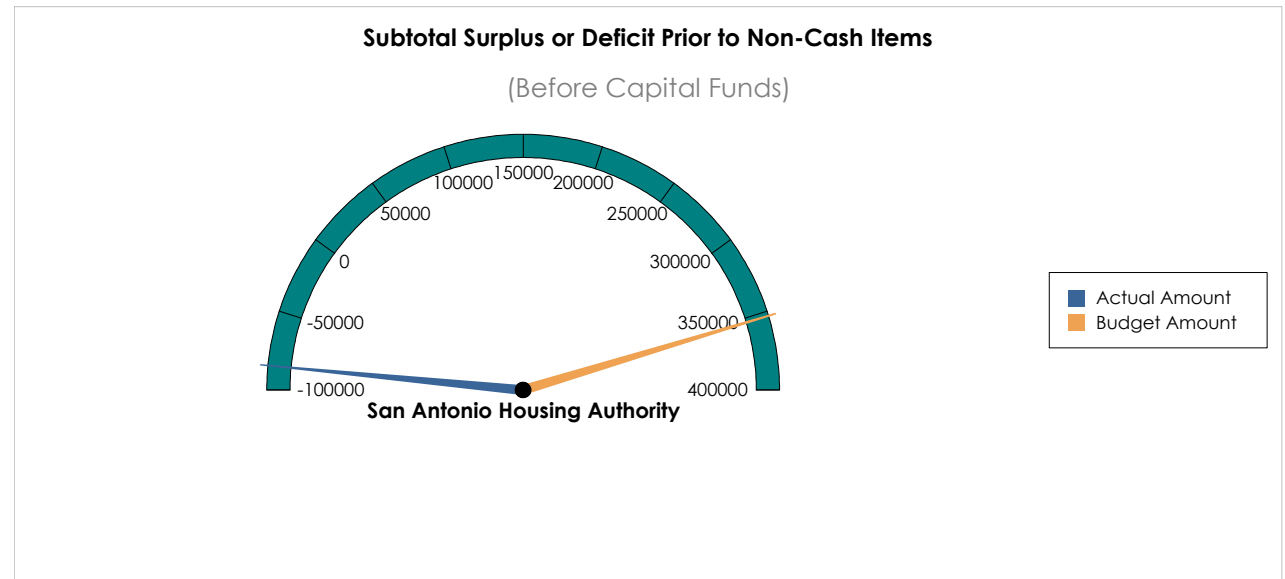 Subtotal Surplus or Deficit Prior to Non-Cash Items
(Before Capital Funds)
150000
100000
200000
50000
250000
0
300000
-50000
350000
-100000
400000
San Antonio Housing Authority
Actual Amount
Budget Amount